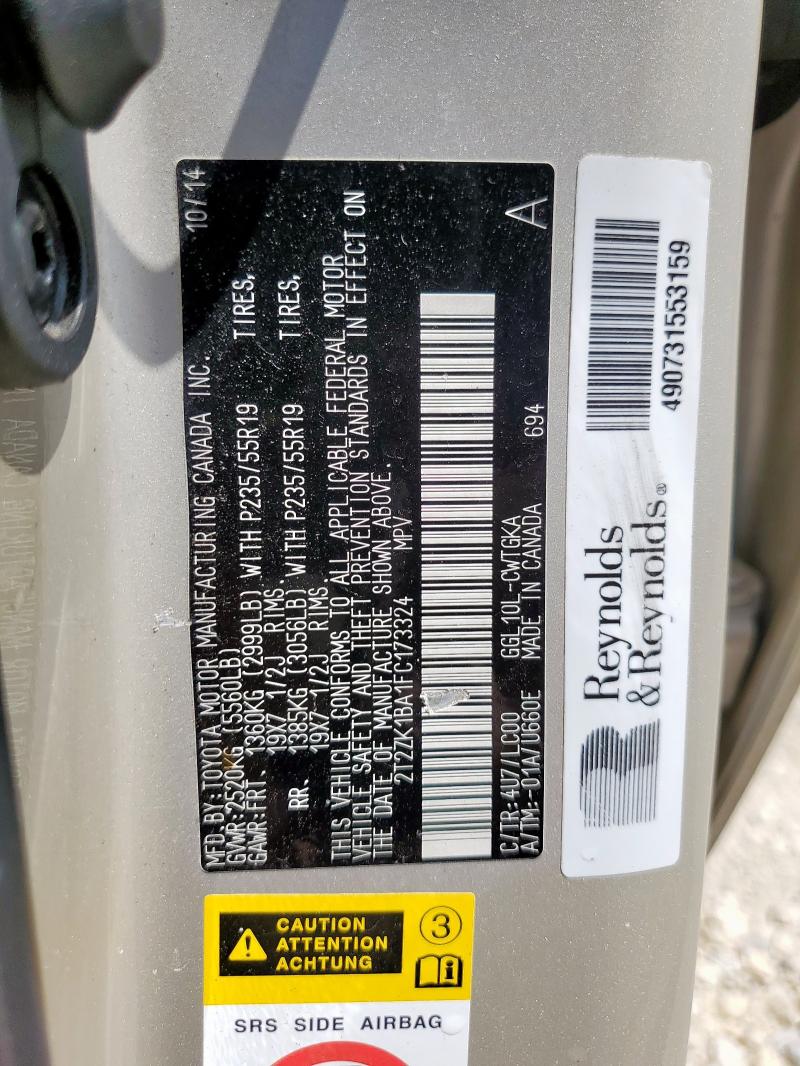 MFD.BY:TOYOTA MOTOR MANUFACTURING CANADA INC. 10/14
GVWR:2520KG (5560LB)
GAWR:FRT. 1360KG (2999LB) WITH P235/55R19 TIRES,
19X7 1/2J RIMS
RR. 1385KG (3056LB) WITH P235/55R19 TIRES,
19X7 1/2J RIMS
THIS VEHICLE CONFORMS TO ALL APPLICABLE FEDERAL MOTOR
VEHICLE SAFETY AND THEFT PREVENTION STANDARDS IN EFFECT ON
THE DATE OF MANUFACTURE SHOWN ABOVE.
2T2ZK1BA1FC173324 MPV
C/TR:4U7/LC00 GGL10L-CWTGKA A
A/TM:-01A/U660E MADE IN CANADA 694
Reynolds
& Reynolds®
490731553159
CAUTION
ATTENTION
ACHTUNG
3
SRS SIDE AIRBAG